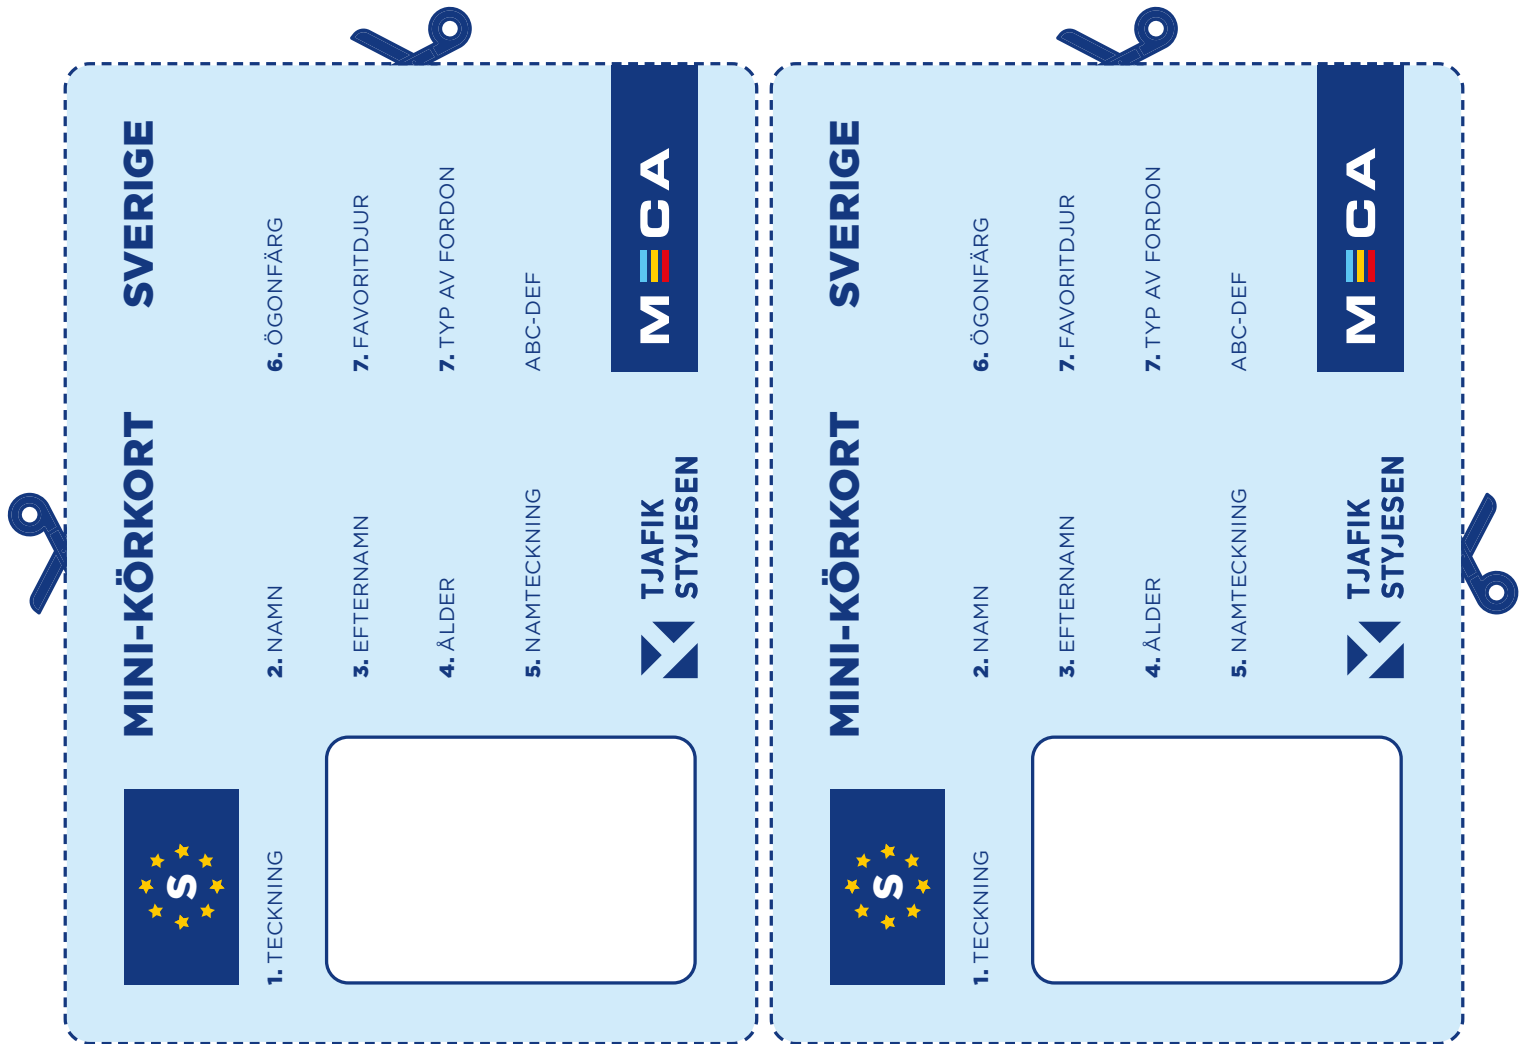 MINI-KÖRKORT SVERIGE
S
1. TECKNING
2. NAMN
3. EFTERNAMN
4. ÅLDER
5. NAMTECKNING
6. ÖGONFÄRG
7. FAVORITDJUR
7. TYP AV FORDON
ABC-DEF
TJAFIK
STYJESEN
MECA
MINI-KÖRKORT SVERIGE
S
1. TECKNING
2. NAMN
3. EFTERNAMN
4. ÅLDER
5. NAMTECKNING
6. ÖGONFÄRG
7. FAVORITDJUR
7. TYP AV FORDON
ABC-DEF
TJAFIK
STYJESEN
MECA